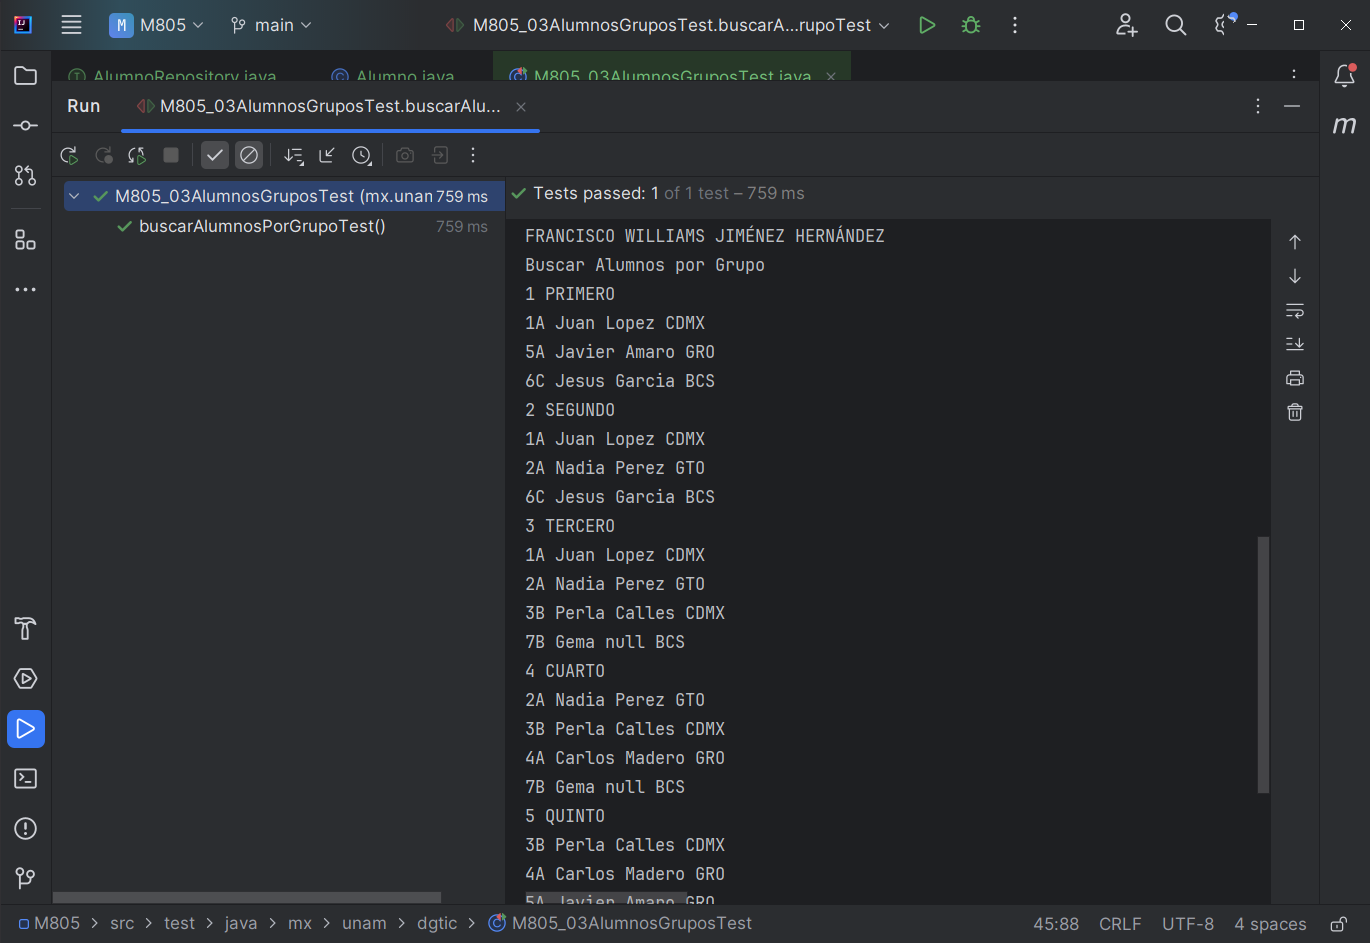 M M805 main M805_03AlumnosGruposTest.buscarA...rupoTest
AlumnoRepository.java Alumno.java M805_03AlumnosGruposTest.java
Run M805_03AlumnosGruposTest.buscarAlu...
m
M805_03AlumnosGruposTest (mx.unam 759 ms
buscarAlumnosPorGrupoTest() 759 ms
Tests passed: 1 of 1 test – 759 ms
FRANCISCO WILLIAMS JIMÉNEZ HERNÁNDEZ
Buscar Alumnos por Grupo
1 PRIMERO
1A Juan Lopez CDMX
5A Javier Amaro GRO
6C Jesus Garcia BCS
2 SEGUNDO
1A Juan Lopez CDMX
2A Nadia Perez GTO
6C Jesus Garcia BCS
3 TERCERO
1A Juan Lopez CDMX
2A Nadia Perez GTO
3B Perla Calles CDMX
7B Gema null BCS
4 CUARTO
2A Nadia Perez GTO
3B Perla Calles CDMX
4A Carlos Madero GRO
7B Gema null BCS
5 QUINTO
3B Perla Calles CDMX
4A Carlos Madero GRO
5A Javier Amaro GRO
M805 > src > test > java > mx > unam > dgtic > M805_03AlumnosGruposTest 45:88 CRLF UTF-8 4 spaces